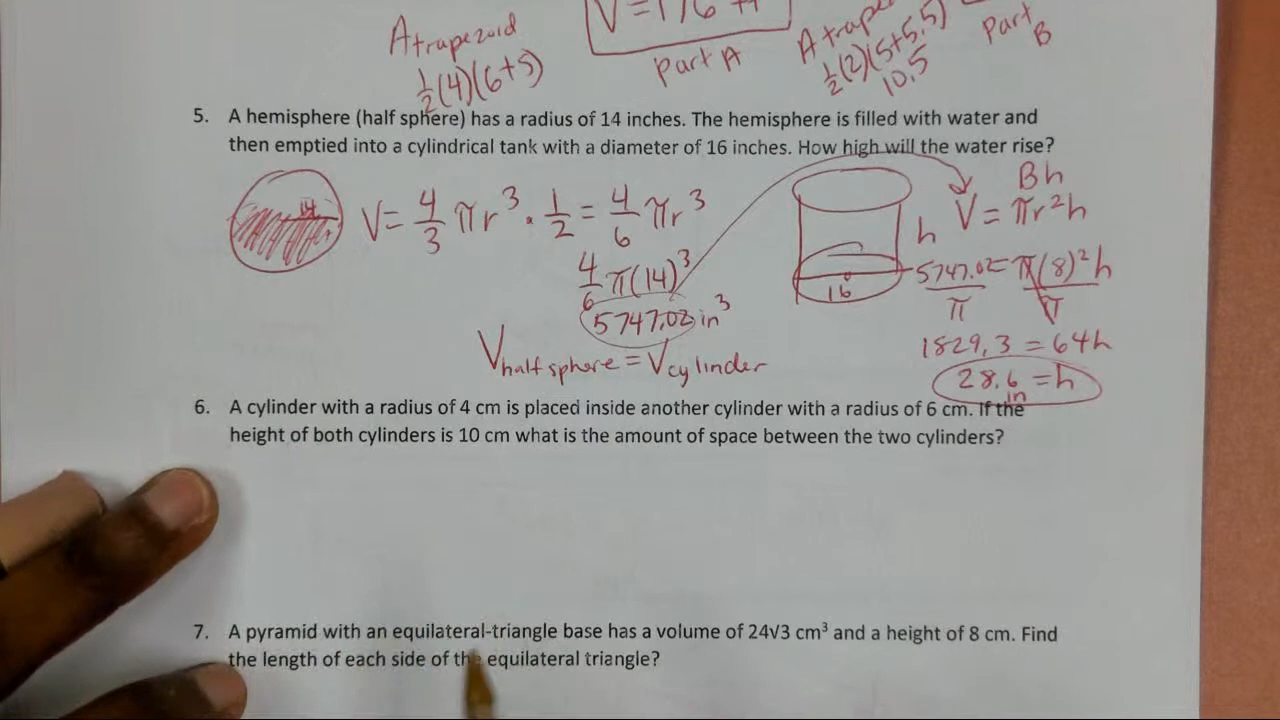 V=176
A trapezoid
½(4)(6+5)
Part A
½(2)(5+5.5)
10.5
Part B
5. A hemisphere (half sphere) has a radius of 14 inches. The hemisphere is filled with water and
then emptied into a cylindrical tank with a diameter of 16 inches. How high will the water rise?
14
V = 4/3 πr³ · 1/2 = 4/6 πr³
4/6 π(14)³
5747.02 in³
V half sphere = V cylinder
h
16
Bh
V = πr²h
5747.02 = π(8)²h
π π
1829.3 = 64h
28.6 = h
in
6. A cylinder with a radius of 4 cm is placed inside another cylinder with a radius of 6 cm. If the
height of both cylinders is 10 cm what is the amount of space between the two cylinders?
7. A pyramid with an equilateral-triangle base has a volume of 24√3 cm³ and a height of 8 cm. Find
the length of each side of the equilateral triangle?